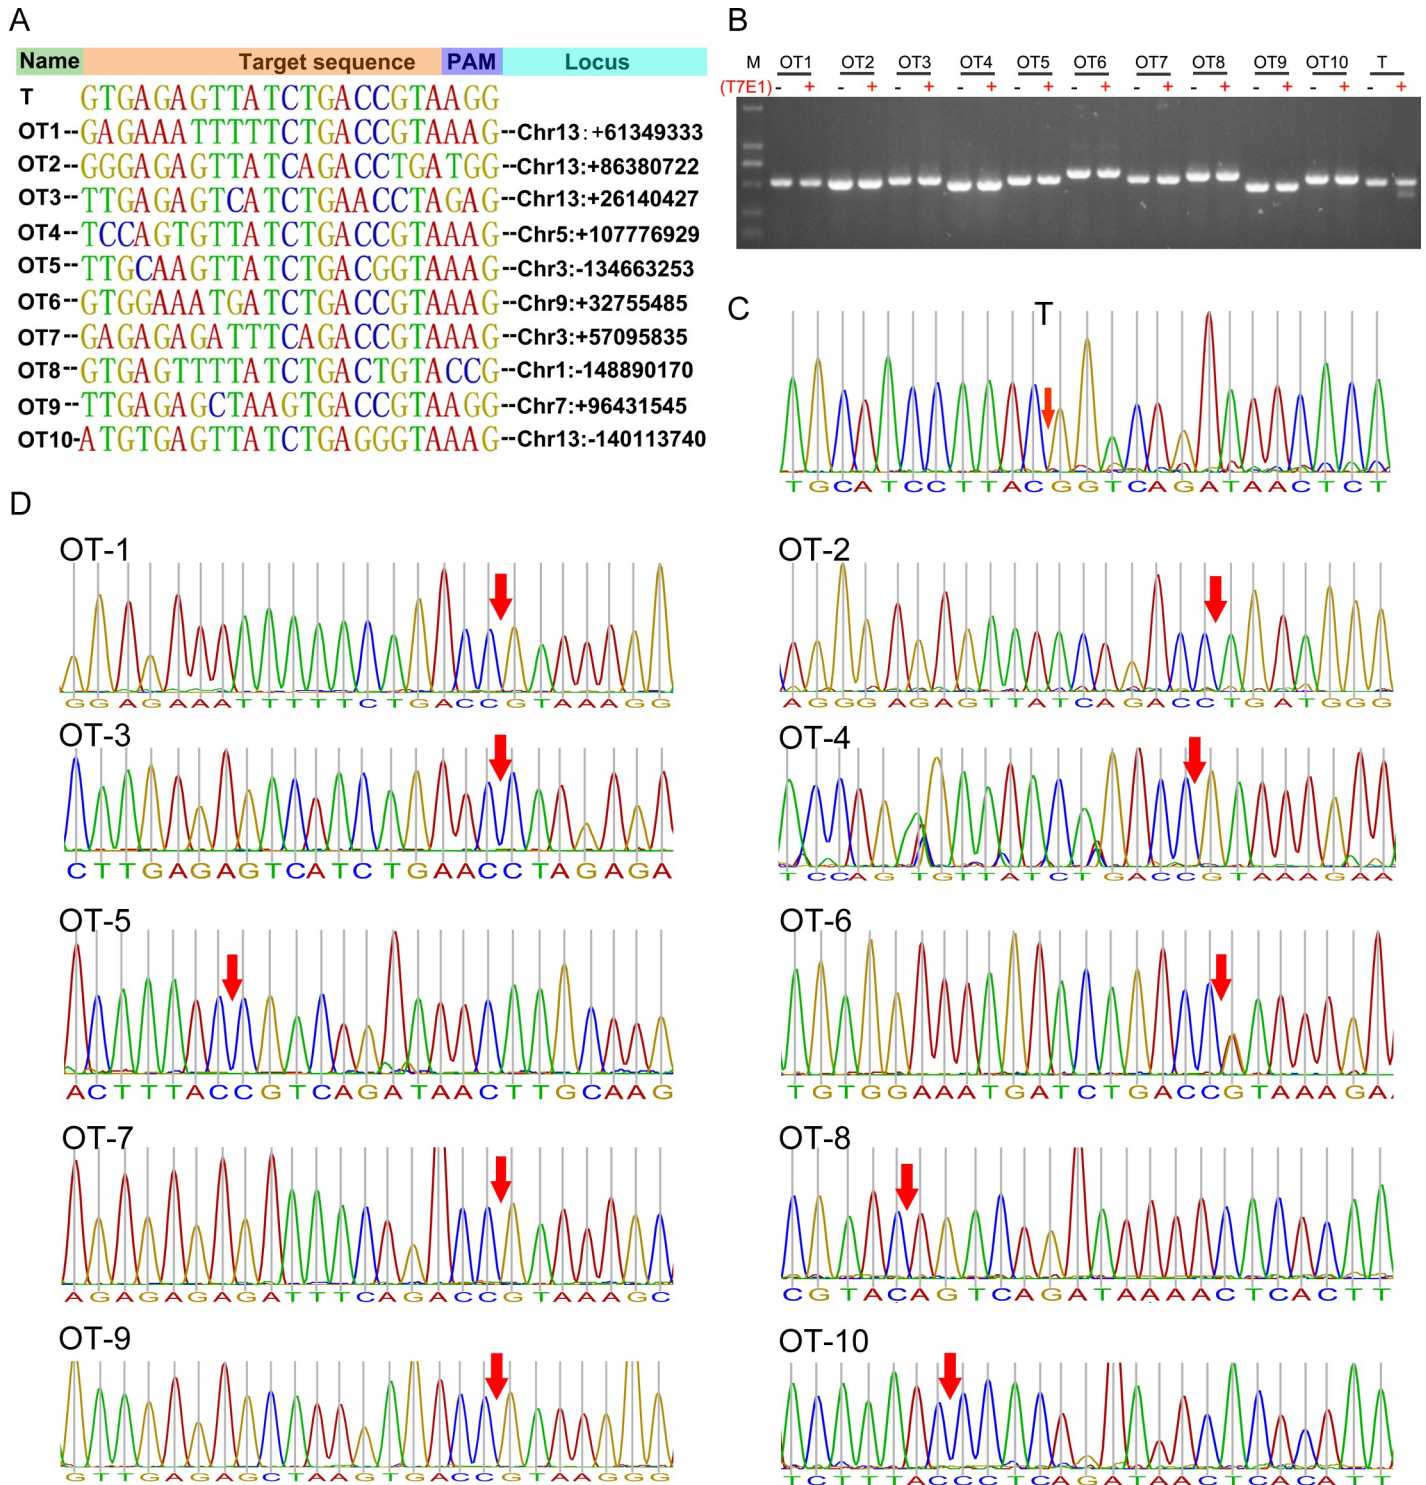 A
Name Target sequence PAM Locus
T GTGAGAGTTATCTGACCGTAAGG
OT1--GAGAAATTTTTCTGACCGTAAAG--Chr13:+61349333
OT2--GGGAGAGTTATCAGACCTGATGG--Chr13:+86380722
OT3--TTGAGAGTCATCTGAACCTAGAG--Chr13:+26140427
OT4--TCCAGTGTTATCTGACCGTAAAG--Chr5:+107776929
OT5--TTGCAAGTTATCTGACGGTAAAG--Chr3:-134663253
OT6--GTGGAAATGATCTGACCGTAAAG--Chr9:+32755485
OT7--GAGAGAGATTTCAGACCGTAAAG--Chr3:+57095835
OT8--GTGAGTTTTATCTGACTGTACCG--Chr1:-148890170
OT9--TTGAGAGCTAAGTGACCGTAAGG--Chr7:+96431545
OT10-ATGTGAGTTATCTGAGGGTAAAG--Chr13:-140113740
B
M OT1 OT2 OT3 OT4 OT5 OT6 OT7 OT8 OT9 OT10 T
(T7E1) - + - + - + - + - + - + - + - + - + - + - +
C
T
TGCATCCTTACGGTCAGATAACTCT
D
OT-1
GGAGAAATTTTTCTGACCGTAAAGG
OT-2
AGGGAGAGTTATCAGACCTGATGGG
OT-3
CTTGAGAGTCATCTGAACCTAGAGA
OT-4
TCCAGTGTTATCTGACCGTAAAGAA
OT-5
ACTTTACCGTCAGATAACTTGCAAG
OT-6
TGTGGAAATGATCTGACCGTAAAGA
OT-7
AGAGAGAGATTTCAGACCGTAAAGC
OT-8
CGTACAGTCAGATAAAACTCACTT
OT-9
GTTGAGAGCTAAGTGACCGTAAGGG
OT-10
TCTTTACCCTCAGATAACTCACATT